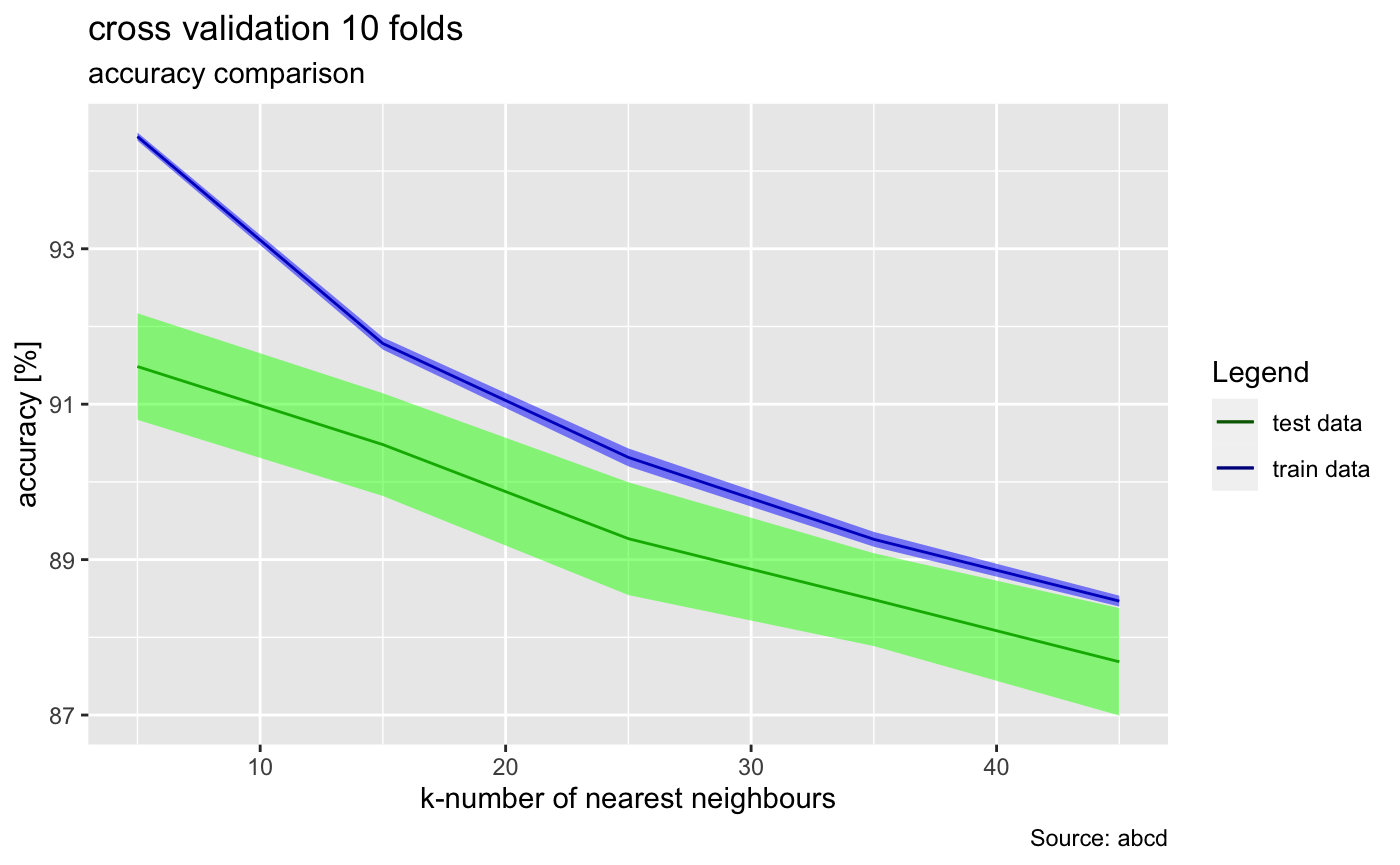 cross validation 10 folds
accuracy comparison
accuracy [%]
93
91
89
87
10 20 30 40
k-number of nearest neighbours
Legend
test data
train data
Source: abcd